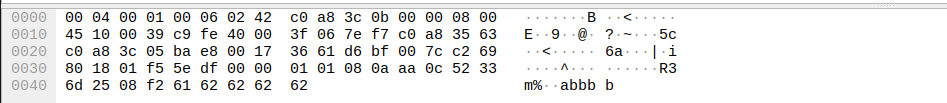 0000 00 04 00 01 00 06 02 42 c0 a8 3c 0b 00 00 08 00 ·······B ··<·····
0010 45 10 00 39 c9 fe 40 00 3f 06 7e f7 c0 a8 35 63 E··9··@· ?·~···5c
0020 c0 a8 3c 05 ba e8 00 17 36 61 d6 bf 00 7c c2 69 ··<····· 6a···|·i
0030 80 18 01 f5 5e df 00 00 01 01 08 0a aa 0c 52 33 ····^··· ······R3
0040 6d 25 08 f2 61 62 62 62 62 m%··abbb b